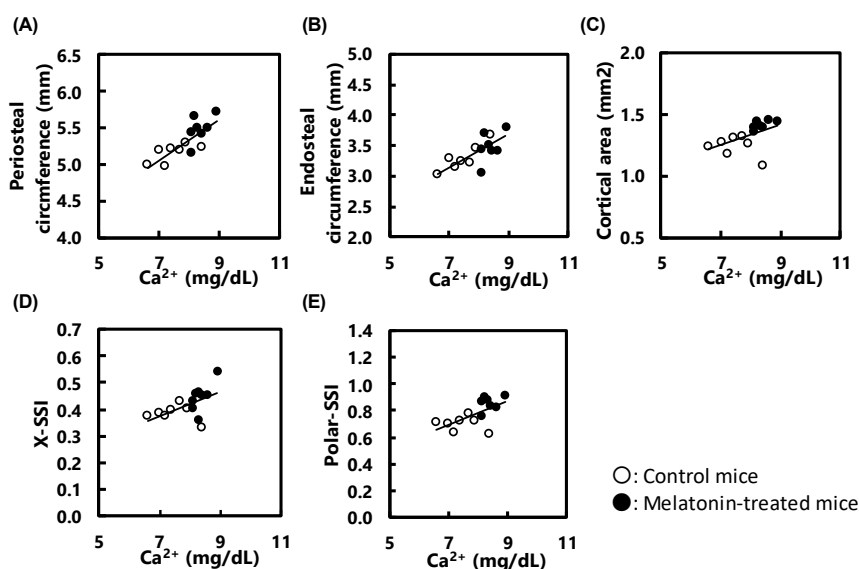 (A)
Periosteal
circmference (mm)
6.5
6.0
5.5
5.0
4.5
4.0
5 7 9 11
Ca²⁺ (mg/dL)
(B)
Endosteal
circumference (mm)
5.0
4.5
4.0
3.5
3.0
2.5
2.0
5 7 9 11
Ca²⁺ (mg/dL)
(C)
Cortical area (mm2)
2.0
1.5
1.0
0.5
5 7 9 11
Ca²⁺ (mg/dL)
(D)
X-SSI
0.7
0.6
0.5
0.4
0.3
0.2
0.1
0.0
5 7 9 11
Ca²⁺ (mg/dL)
(E)
Polar-SSI
1.4
1.2
1.0
0.8
0.6
0.4
0.2
0.0
5 7 9 11
Ca²⁺ (mg/dL)
○: Control mice
●: Melatonin-treated mice